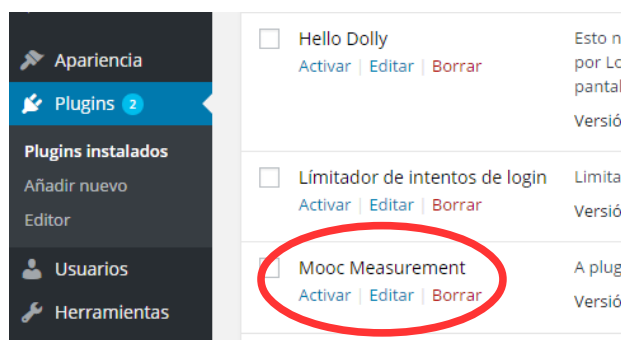 Apariencia
Plugins 2
Plugins instalados
Añadir nuevo
Editor
Usuarios
Herramientas
Hello Dolly
Activar | Editar | Borrar
Esto n
por Lo
pantal
Versió
Límitador de intentos de login
Activar | Editar | Borrar
Limita
Versió
Mooc Measurement
Activar | Editar | Borrar
A plug
Versió